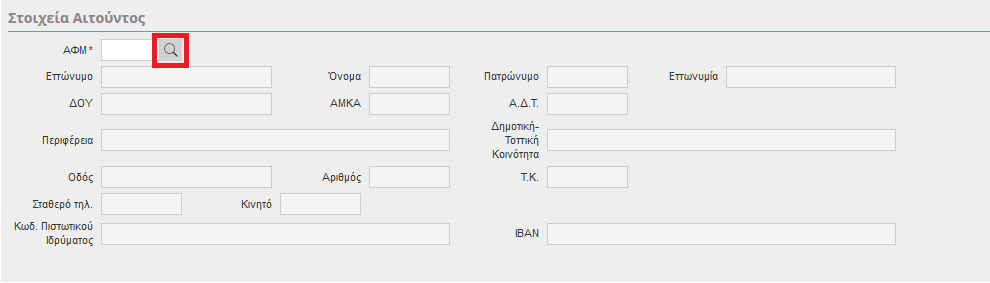 Στοιχεία Αιτούντος
ΑΦΜ*
Επώνυμο Όνομα Πατρώνυμο Επωνυμία
ΔΟΥ ΑΜΚΑ Α.Δ.Τ.
Περιφέρεια
Δημοτική-
Τοπική
Κοινότητα
Οδός Αριθμός Τ.Κ.
Σταθερό τηλ. Κινητό
Κωδ. Πιστωτικού
Ιδρύματος
IBAN